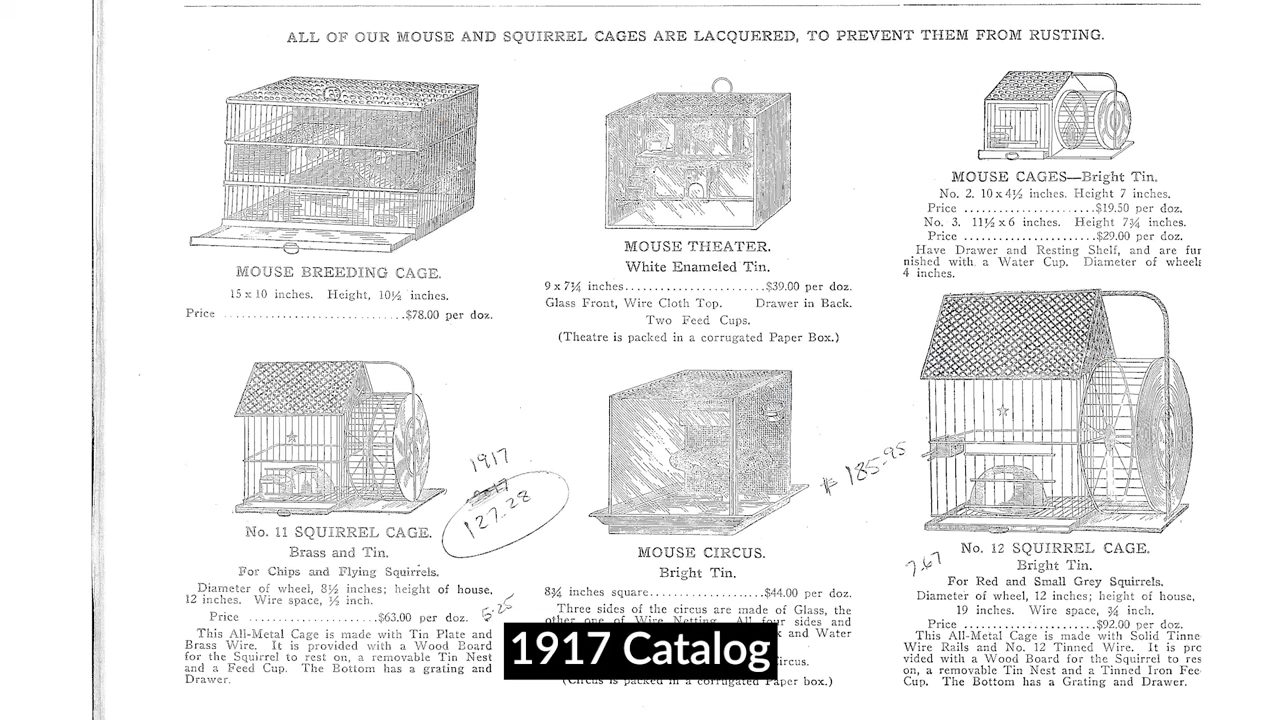 ALL OF OUR MOUSE AND SQUIRREL CAGES ARE LACQUERED, TO PREVENT THEM FROM RUSTING.
MOUSE BREEDING CAGE.
15 x 10 inches. Height, 10½ inches.
Price ................................$78.00 per doz.
MOUSE THEATER.
White Enameled Tin.
9 x 7¾ inches........................$39.00 per doz.
Glass Front, Wire Cloth Top. Drawer in Back.
Two Feed Cups.
(Theatre is packed in a corrugated Paper Box.)
MOUSE CAGES—Bright Tin.
No. 2. 10 x 4½ inches. Height 7 inches.
Price .......................$19.50 per doz.
No. 3. 11½ x 6 inches. Height 7¾ inches.
Price .......................$29.00 per doz.
Have Drawer and Resting Shelf, and are fur
nished with a Water Cup. Diameter of wheels
4 inches.
No. 11 SQUIRREL CAGE.
Brass and Tin.
For Chips and Flying Squirrels.
Diameter of wheel, 8½ inches; height of house,
12 inches. Wire space, ½ inch.
Price .........................$63.00 per doz.
5.25
This All-Metal Cage is made with Tin Plate and
Brass Wire. It is provided with a Wood Board
for the Squirrel to rest on, a removable Tin Nest
and a Feed Cup. The Bottom has a grating and
Drawer.
1917
127.28
MOUSE CIRCUS.
Bright Tin.
8¾ inches square....................$44.00 per doz.
Three sides of the circus are made of Glass, the
other one of Wire Netting. All four sides and
and Water
ircus.
(Circus is packed in a corrugated Paper box.)
$185.95
7.67
No. 12 SQUIRREL CAGE.
Bright Tin.
For Red and Small Grey Squirrels.
Diameter of wheel, 12 inches; height of house,
19 inches. Wire space, ¾ inch.
Price .......................$92.00 per doz.
This All-Metal Cage is made with Solid Tinne
Wire Rails and No. 12 Tinned Wire. It is pro
vided with a Wood Board for the Squirrel to res
on, a removable Tin Nest and a Tinned Iron Fee
Cup. The Bottom has a Grating and Drawer.
1917 Catalog